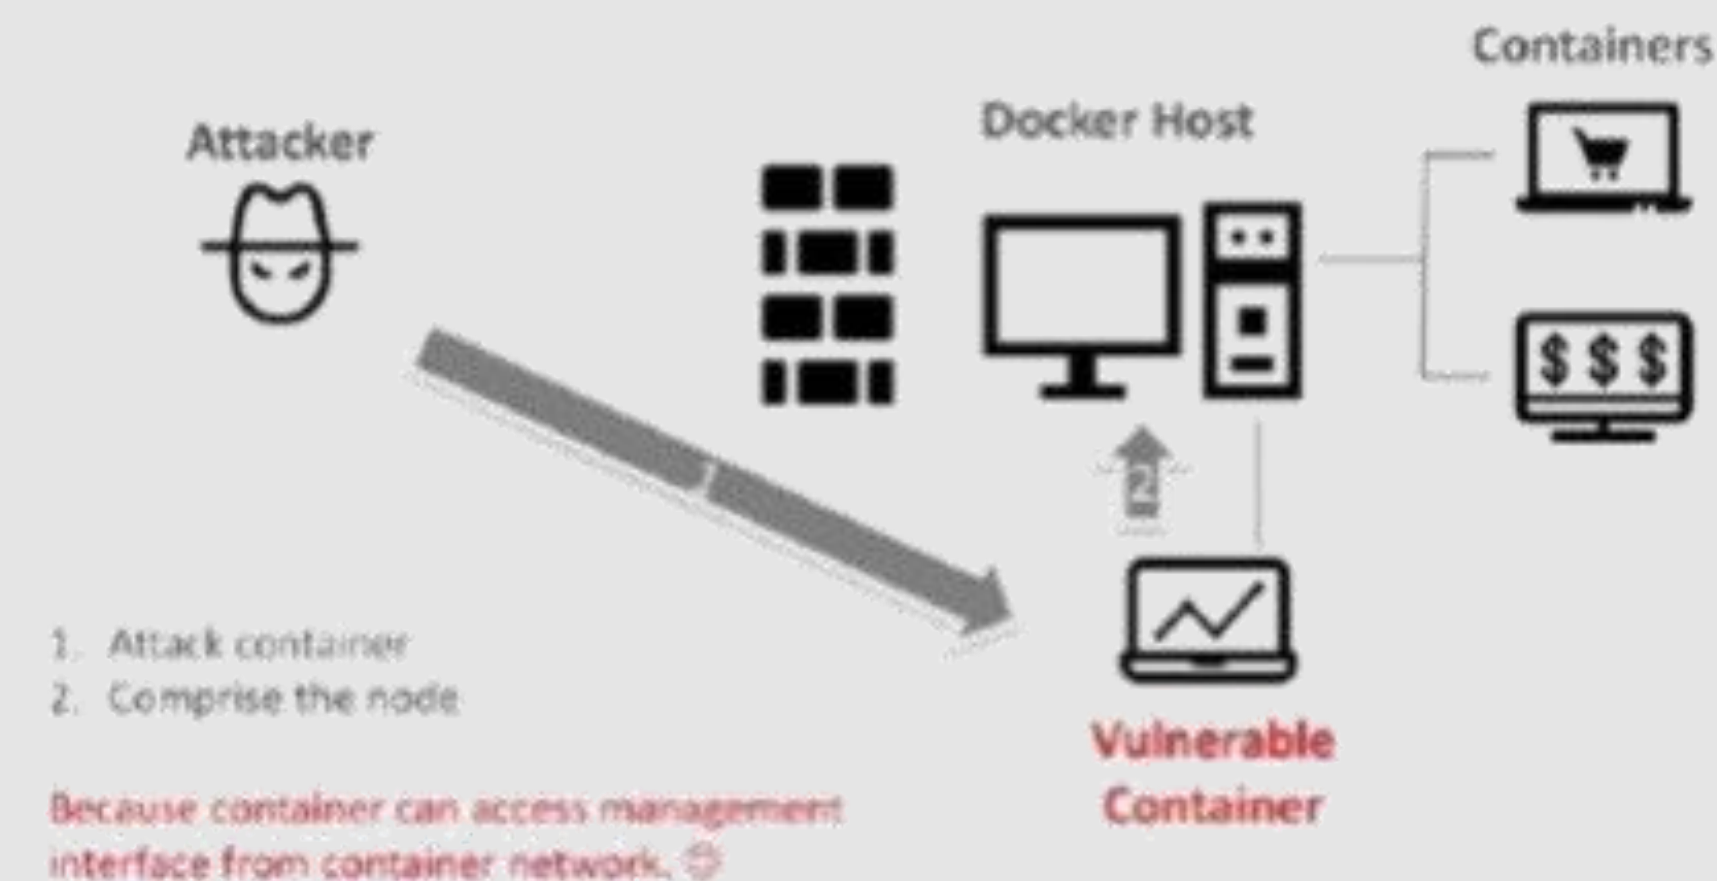 Containers
Docker Host
Attacker
$ $ $
2
1. Attack container
2. Comprise the node
Vulnerable
Container
Because container can access management
interface from container network. ☹